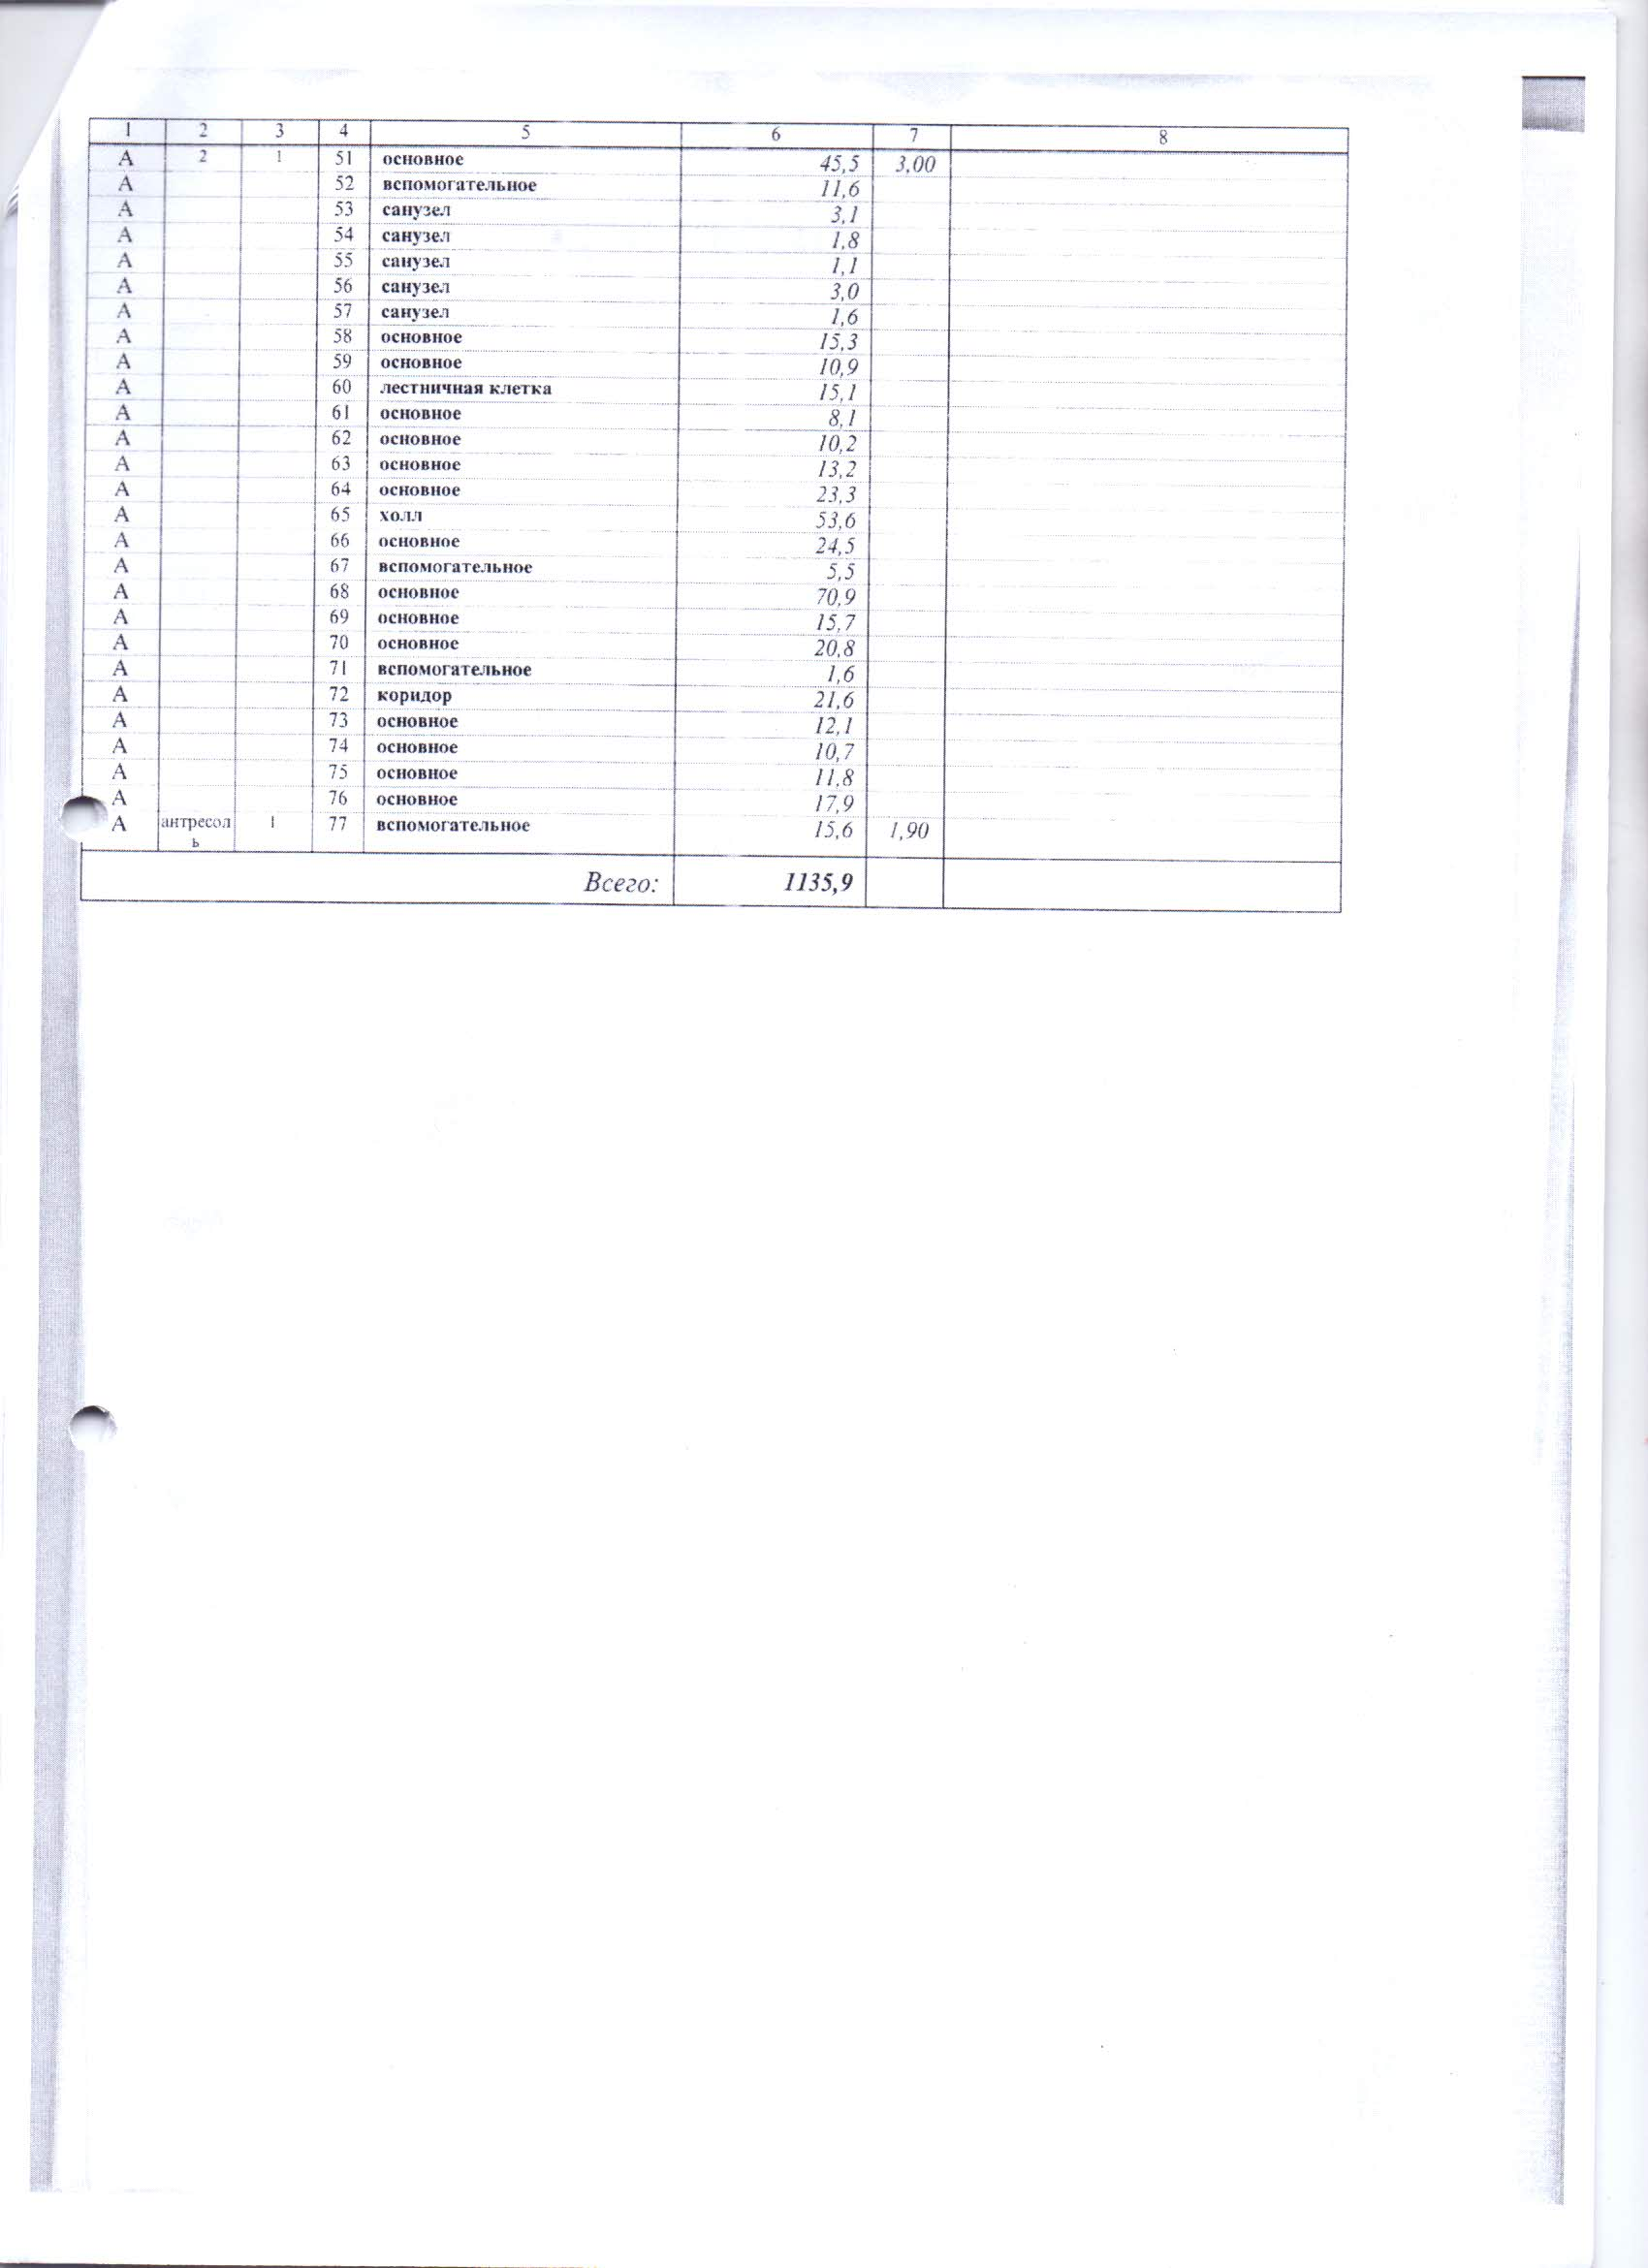 1 2 3 4 5 6 7 8
А 2 1 51 основное 45,5 3,00
А 52 вспомогательное 11,6
А 53 санузел 3,1
А 54 санузел 1,8
А 55 санузел 1,1
А 56 санузел 3,0
А 57 санузел 1,6
А 58 основное 15,3
А 59 основное 10,9
А 60 лестничная клетка 15,1
А 61 основное 8,1
А 62 основное 10,2
А 63 основное 13,2
А 64 основное 23,3
А 65 холл 53,6
А 66 основное 24,5
А 67 вспомогательное 5,5
А 68 основное 70,9
А 69 основное 15,7
А 70 основное 20,8
А 71 вспомогательное 1,6
А 72 коридор 21,6
А 73 основное 12,1
А 74 основное 10,7
А 75 основное 11,8
А 76 основное 17,9
А антресол 1 77 вспомогательное 15,6 1,90
ь
Всего: 1135,9